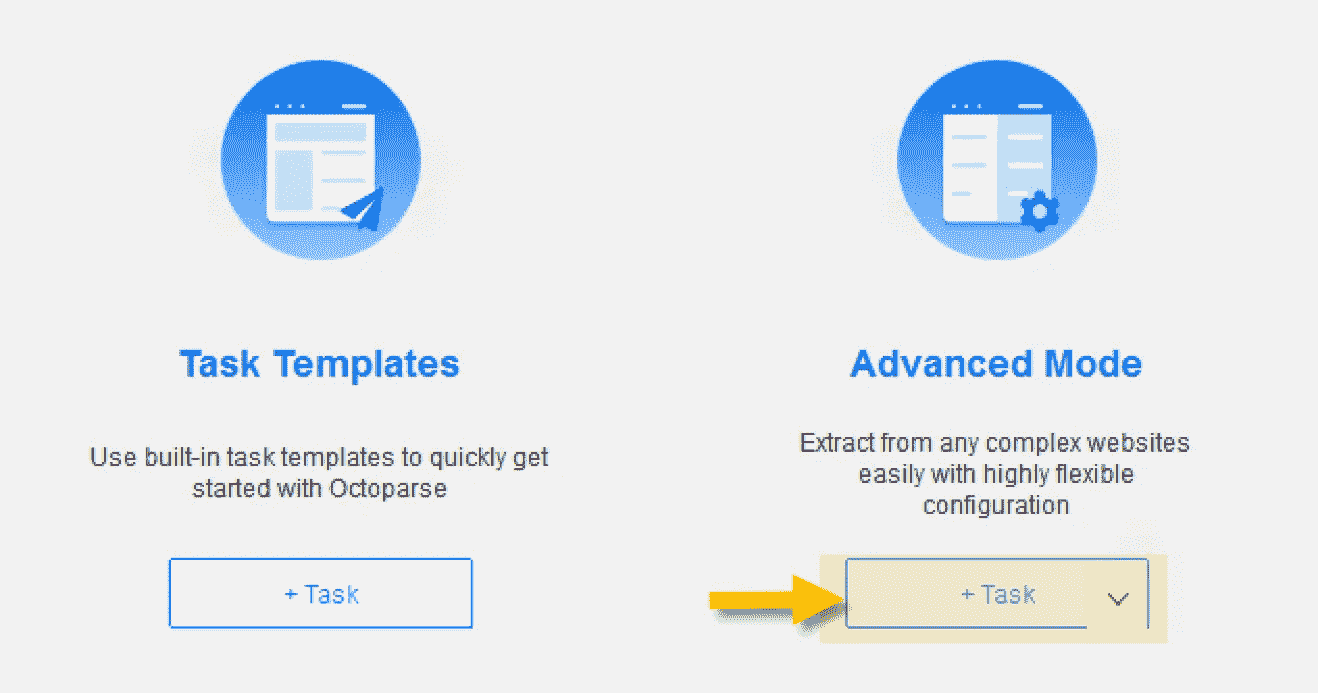 Task Templates
Use built-in task templates to quickly get
started with Octoparse
+ Task
Advanced Mode
Extract from any complex websites
easily with highly flexible
configuration
+ Task